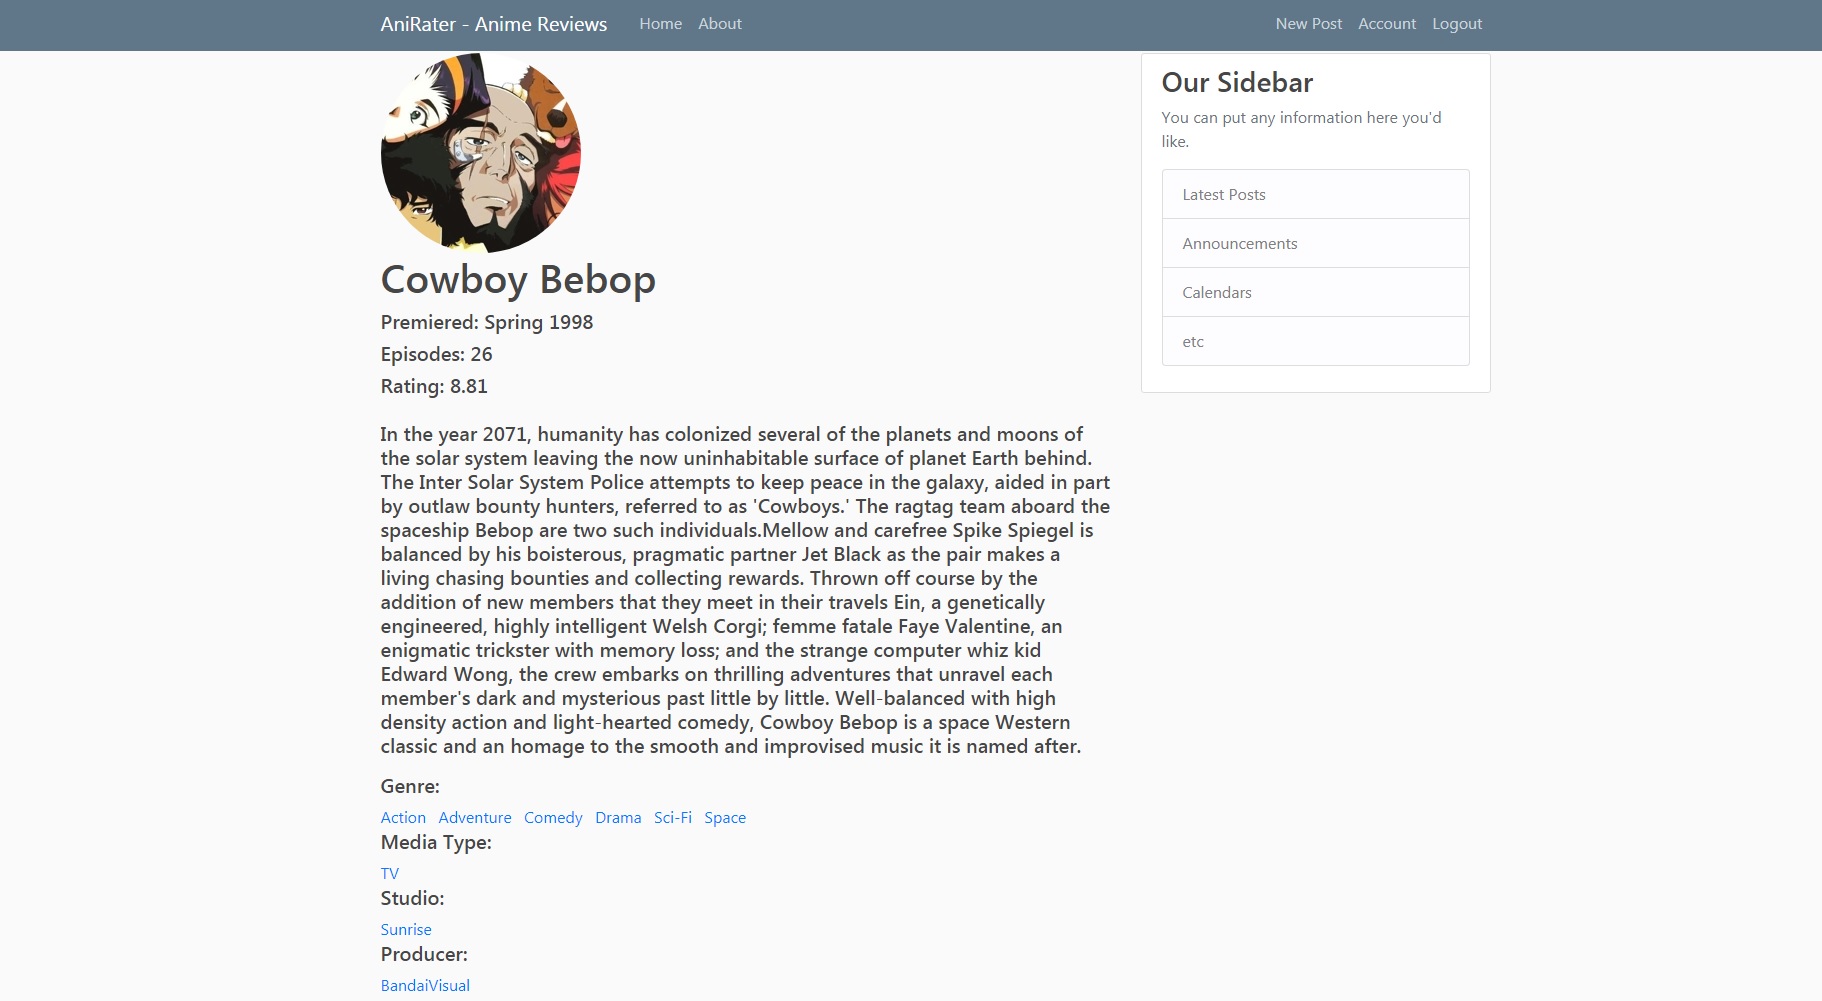 AniRater - Anime Reviews Home About New Post Account Logout
Cowboy Bebop
Premiered: Spring 1998
Episodes: 26
Rating: 8.81
In the year 2071, humanity has colonized several of the planets and moons of
the solar system leaving the now uninhabitable surface of planet Earth behind.
The Inter Solar System Police attempts to keep peace in the galaxy, aided in part
by outlaw bounty hunters, referred to as 'Cowboys.' The ragtag team aboard the
spaceship Bebop are two such individuals.Mellow and carefree Spike Spiegel is
balanced by his boisterous, pragmatic partner Jet Black as the pair makes a
living chasing bounties and collecting rewards. Thrown off course by the
addition of new members that they meet in their travels Ein, a genetically
engineered, highly intelligent Welsh Corgi; femme fatale Faye Valentine, an
enigmatic trickster with memory loss; and the strange computer whiz kid
Edward Wong, the crew embarks on thrilling adventures that unravel each
member's dark and mysterious past little by little. Well-balanced with high
density action and light-hearted comedy, Cowboy Bebop is a space Western
classic and an homage to the smooth and improvised music it is named after.
Genre:
Action Adventure Comedy Drama Sci-Fi Space
Media Type:
TV
Studio:
Sunrise
Producer:
BandaiVisual
Our Sidebar
You can put any information here you'd
like.
Latest Posts
Announcements
Calendars
etc